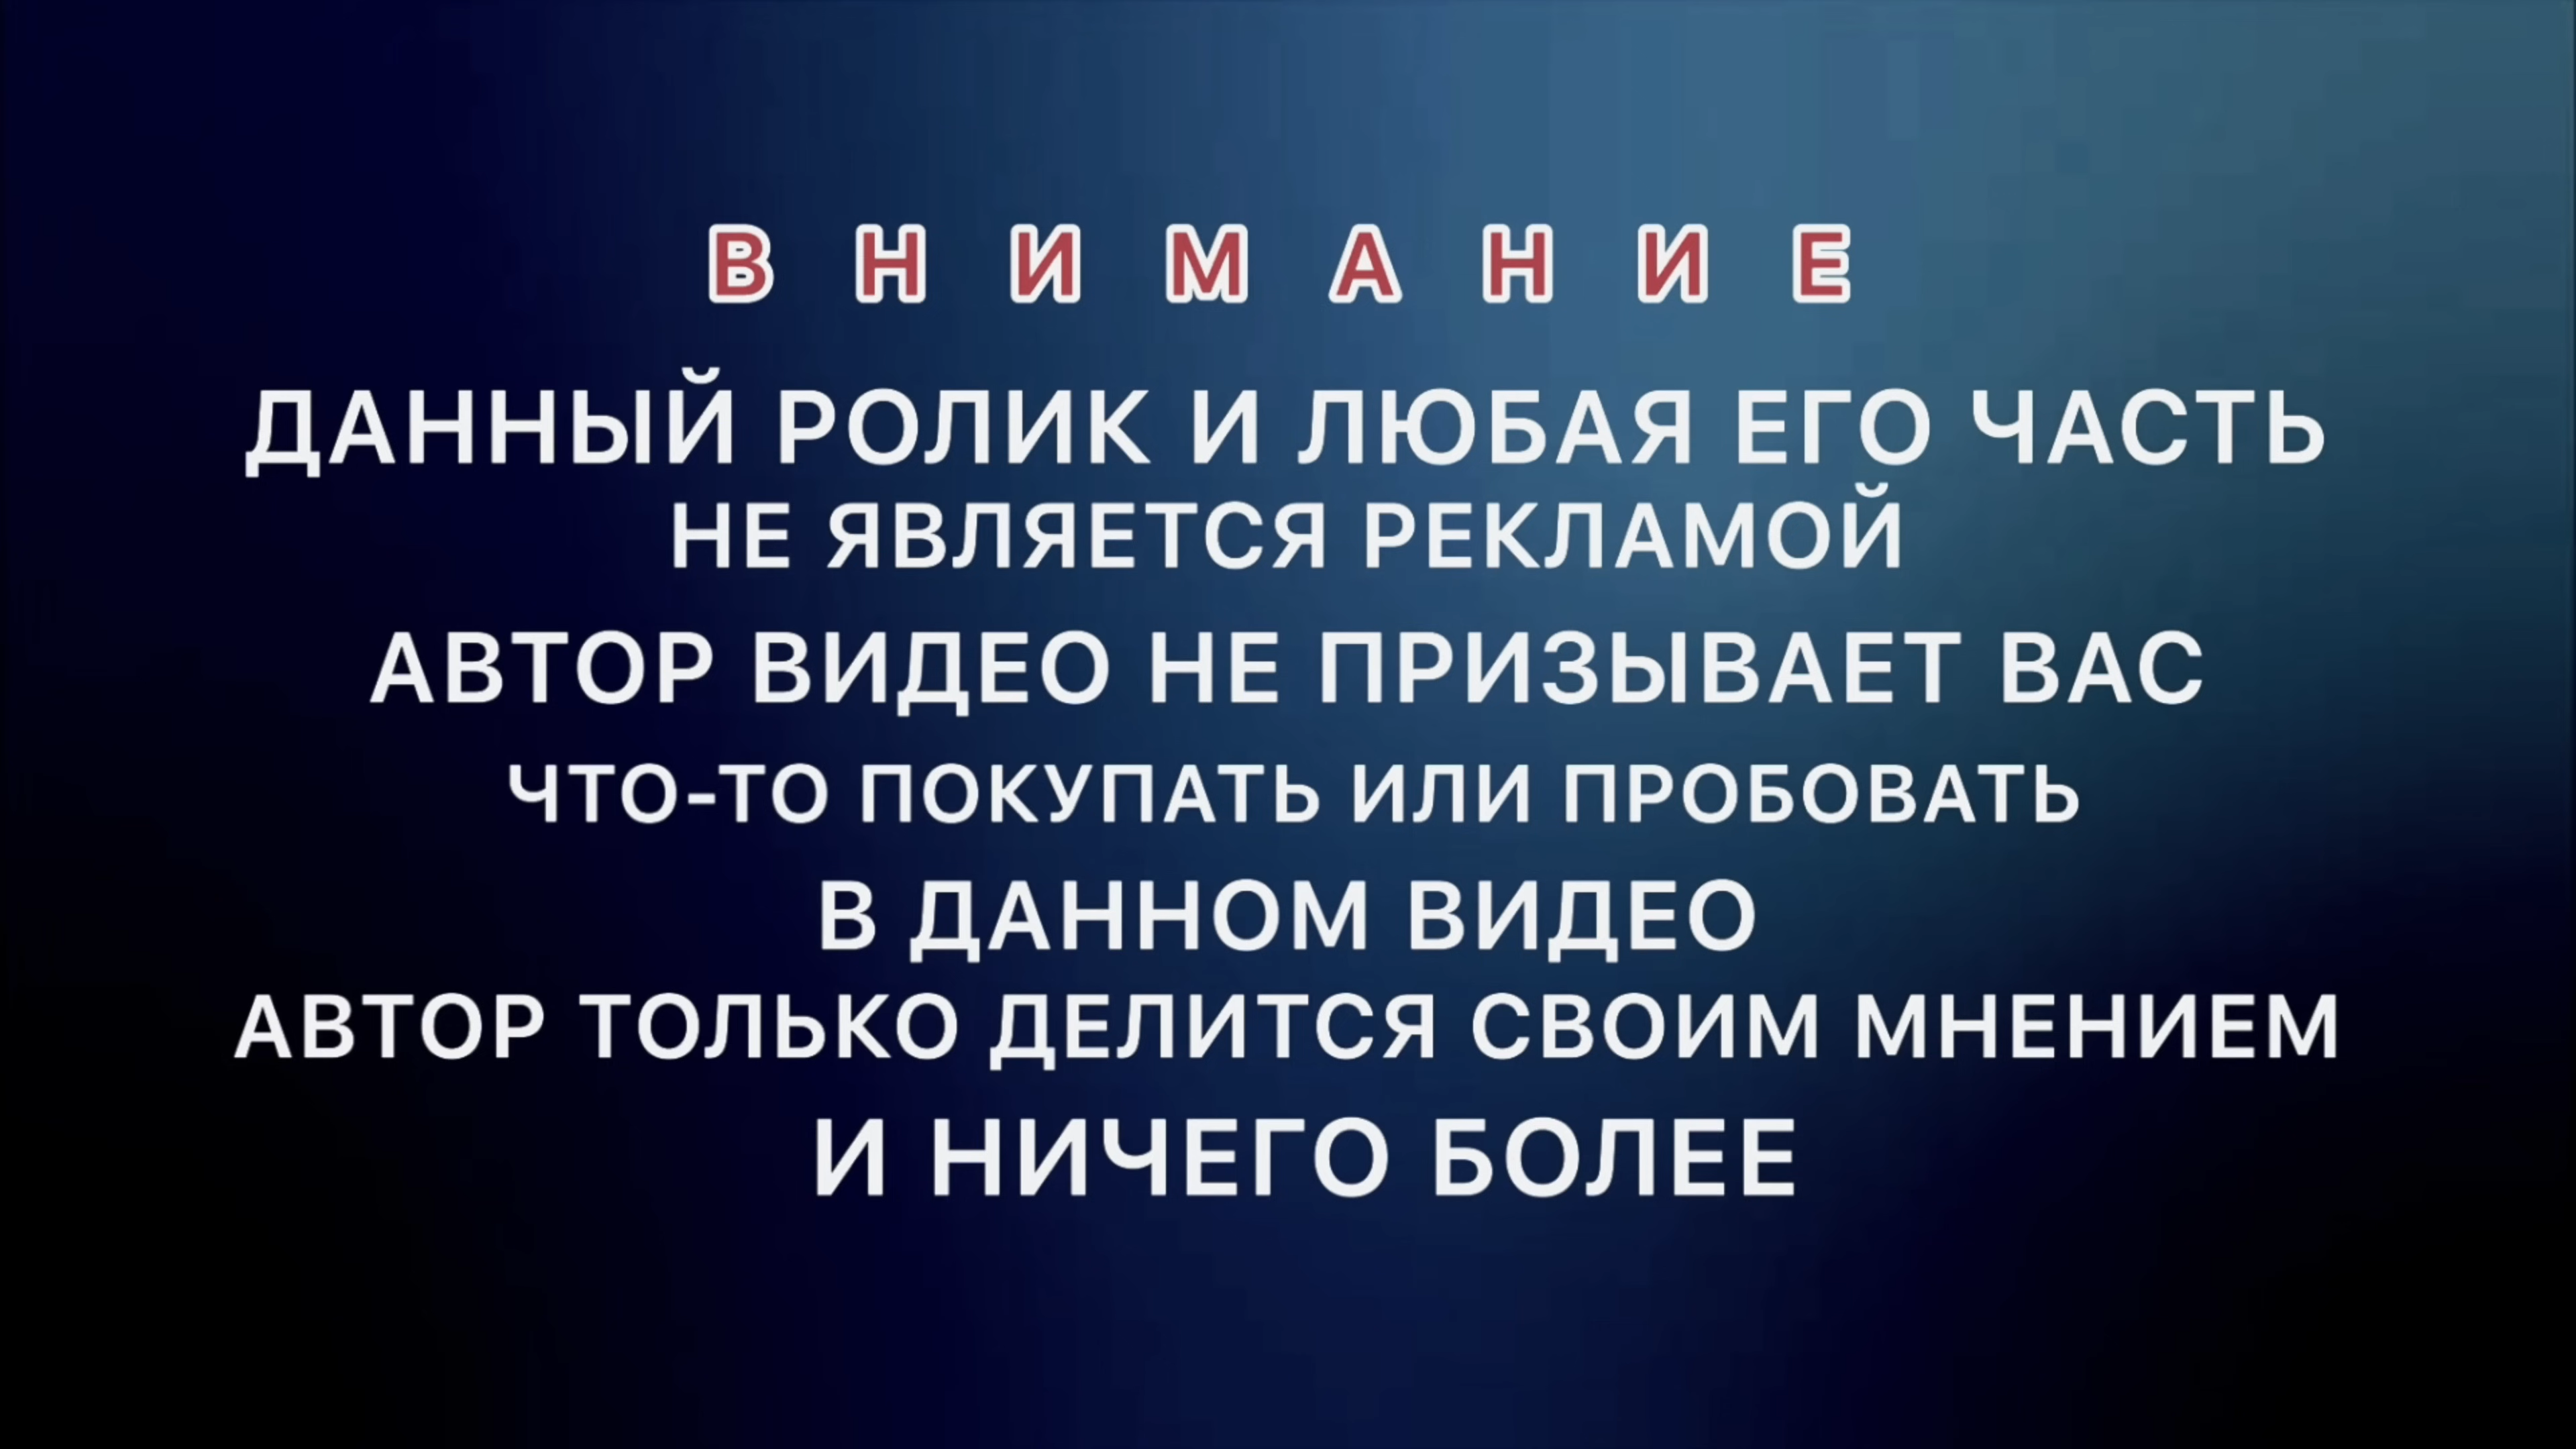 В Н И М А Н И Е
ДАННЫЙ РОЛИК И ЛЮБАЯ ЕГО ЧАСТЬ
НЕ ЯВЛЯЕТСЯ РЕКЛАМОЙ
АВТОР ВИДЕО НЕ ПРИЗЫВАЕТ ВАС
ЧТО-ТО ПОКУПАТЬ ИЛИ ПРОБОВАТЬ
В ДАННОМ ВИДЕО
АВТОР ТОЛЬКО ДЕЛИТСЯ СВОИМ МНЕНИЕМ
И НИЧЕГО БОЛЕЕ